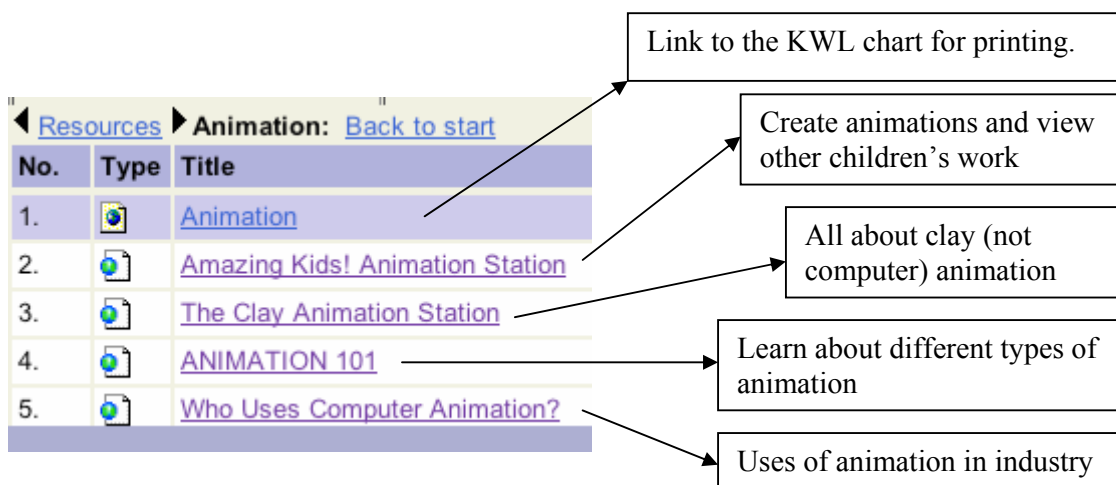 Link to the KWL chart for printing.
Resources Animation: Back to start
Create animations and view
other children’s work
No. Type Title
1. Animation
2. Amazing Kids! Animation Station
All about clay (not
computer) animation
3. The Clay Animation Station
4. ANIMATION 101
Learn about different types of
animation
5. Who Uses Computer Animation?
Uses of animation in industry